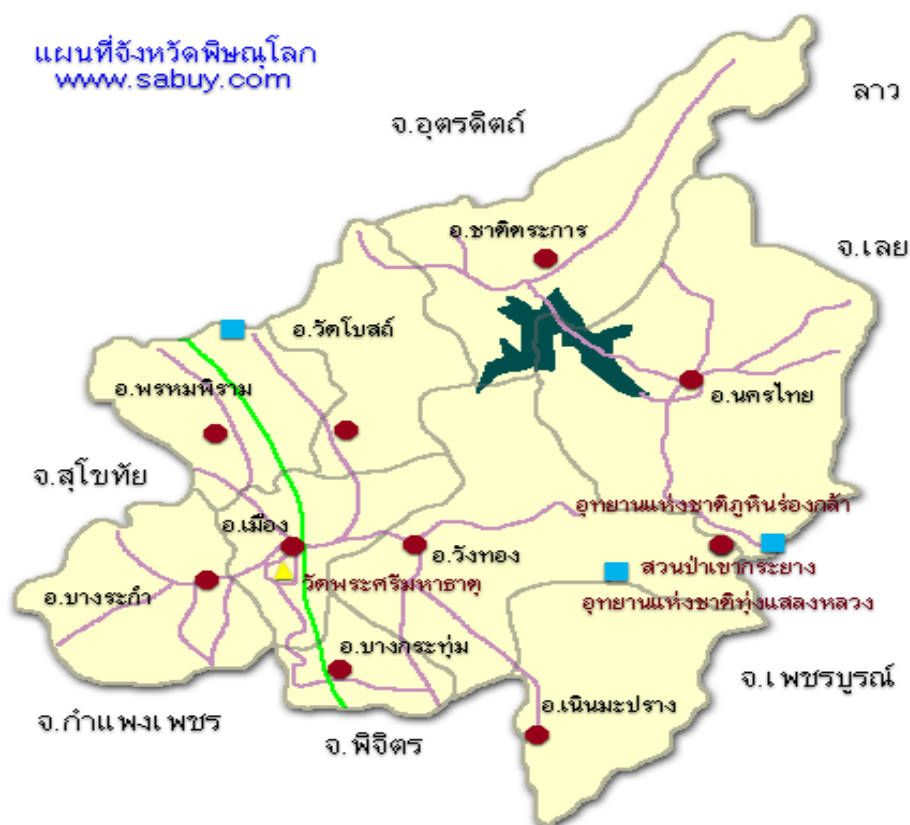 แผนที่จังหวัดพิษณุโลก
www.sabuy.com
ลาว
จ.อุตรดิตถ์
อ.ชาติตระการ
จ.เลย
อ.วัดโบสถ์
อ.พรหมพิราม
อ.นครไทย
จ.สุโขทัย
อุทยานแห่งชาติภูหินร่องกล้า
อ.เมือง
อ.วังทอง
สวนป่าเขากระยาง
วัดพระศรีมหาธาตุ
อ.บางระกำ
อุทยานแห่งชาติทุ่งแสลงหลวง
อ.บางกระทุ่ม
จ.เพชรบูรณ์
อ.เนินมะปราง
จ.กำแพงเพชร
จ.พิจิตร